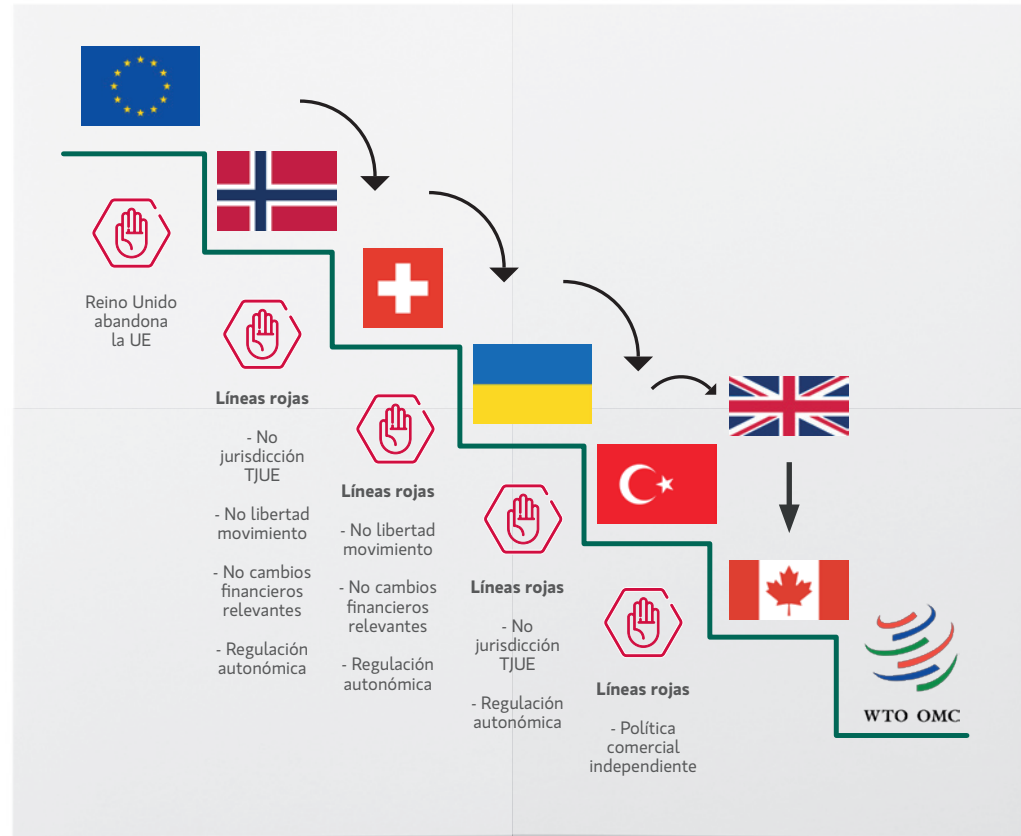 Reino Unido
abandona
la UE
Líneas rojas
- No
jurisdicción
TJUE
- No libertad
movimiento
- No cambios
financieros
relevantes
- Regulación
autonómica
Líneas rojas
- No libertad
movimiento
- No cambios
financieros
relevantes
- Regulación
autonómica
Líneas rojas
- No
jurisdicción
TJUE
- Regulación
autonómica
Líneas rojas
- Política
comercial
independiente
WTO OMC